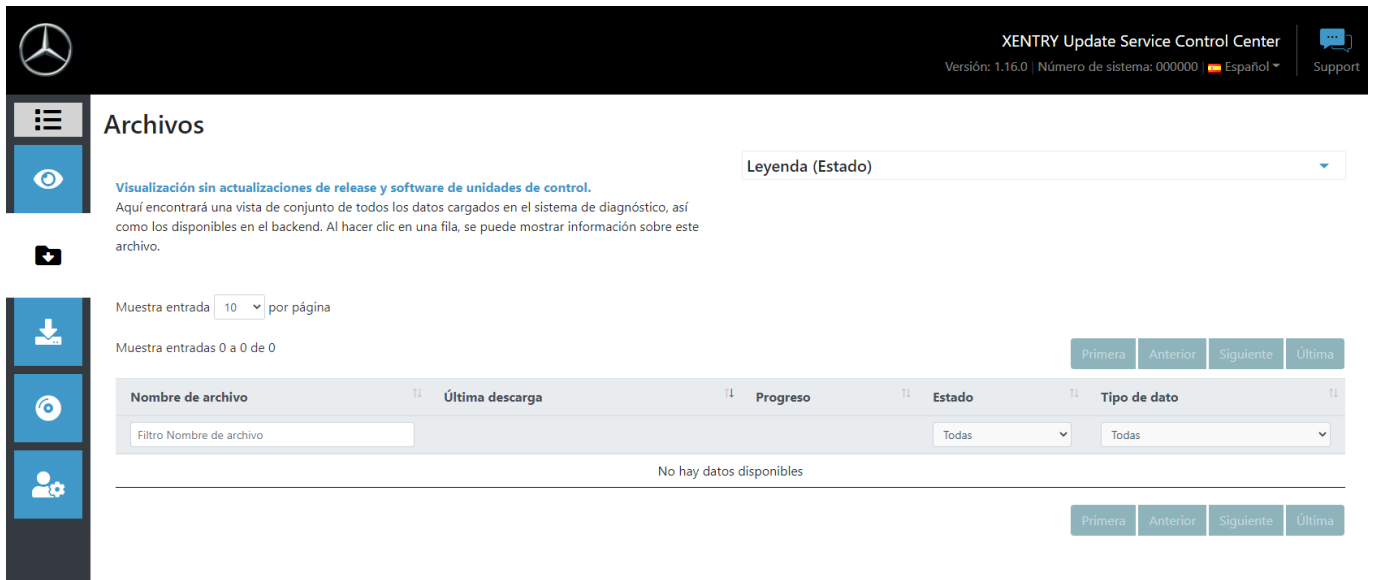 XENTRY Update Service Control Center
Versión: 1.16.0 | Número de sistema: 000000 | Español
Support
Archivos
Leyenda (Estado)
Visualización sin actualizaciones de release y software de unidades de control.
Aquí encontrará una vista de conjunto de todos los datos cargados en el sistema de diagnóstico, así
como los disponibles en el backend. Al hacer clic en una fila, se puede mostrar información sobre este
archivo.
Muestra entrada 10 por página
Muestra entradas 0 a 0 de 0
Primera Anterior Siguiente Última
Nombre de archivo Última descarga Progreso Estado Tipo de dato
Filtro Nombre de archivo Todas Todas
No hay datos disponibles
Primera Anterior Siguiente Última